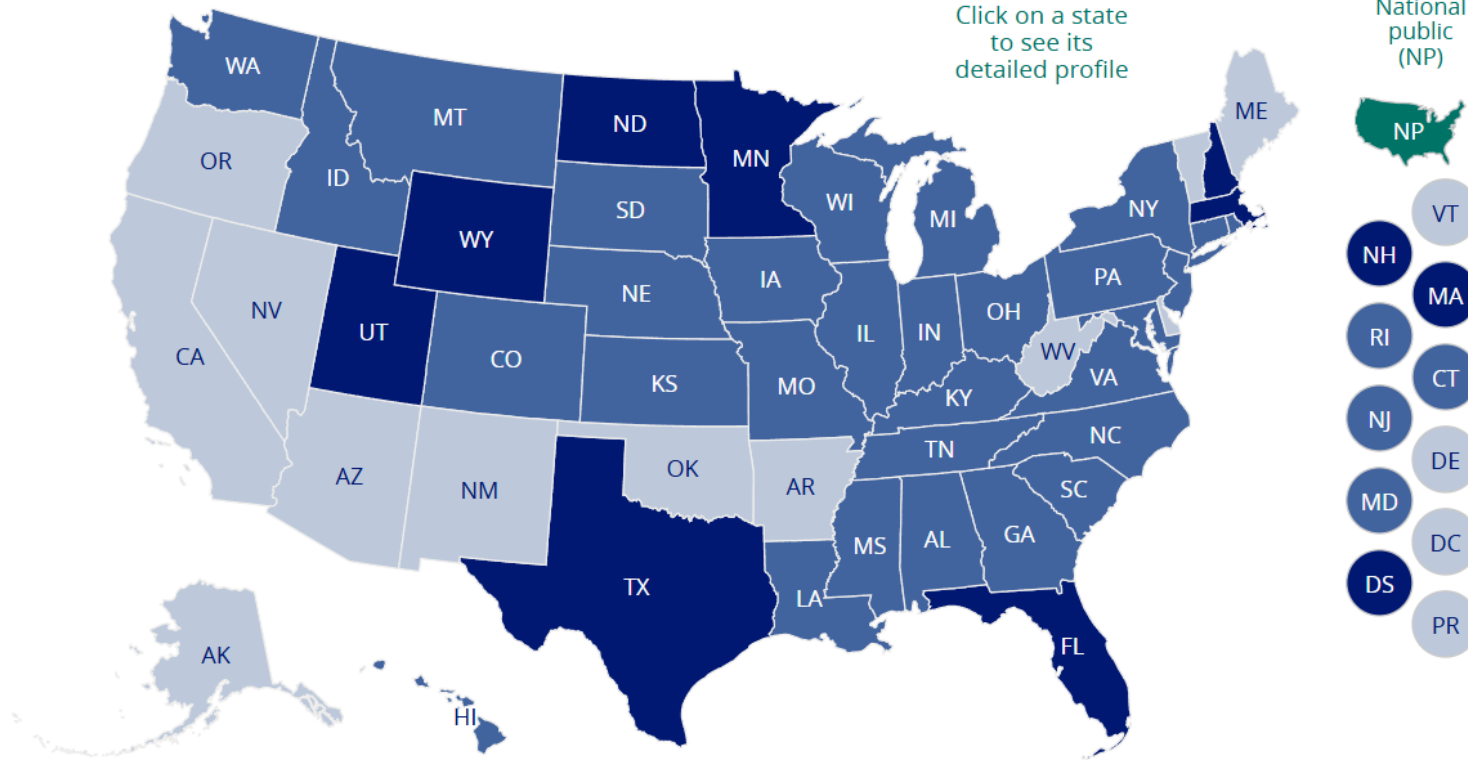 Click on a state
to see its
detailed profile
National
public
(NP)
WA
MT
ND
MN
ME
NP
OR
ID
SD
WI
MI
NY
VT
WY
NH
NV
UT
NE
IA
PA
MA
CA
CO
IL
IN
OH
RI
KS
MO
WV
VA
CT
KY
NJ
AZ
NM
OK
AR
TN
NC
DE
SC
MD
MS
AL
GA
DC
TX
LA
DS
AK
FL
PR
HI